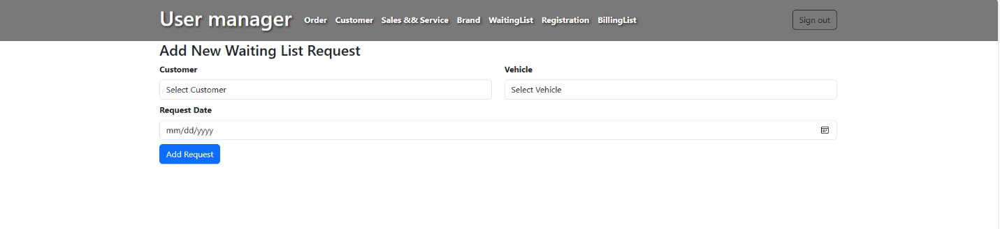 User manager Order Customer Sales && Service Brand WaitingList Registration BillingList Sign out
Add New Waiting List Request
Customer Vehicle
Select Customer Select Vehicle
Request Date
mm/dd/yyyy
Add Request